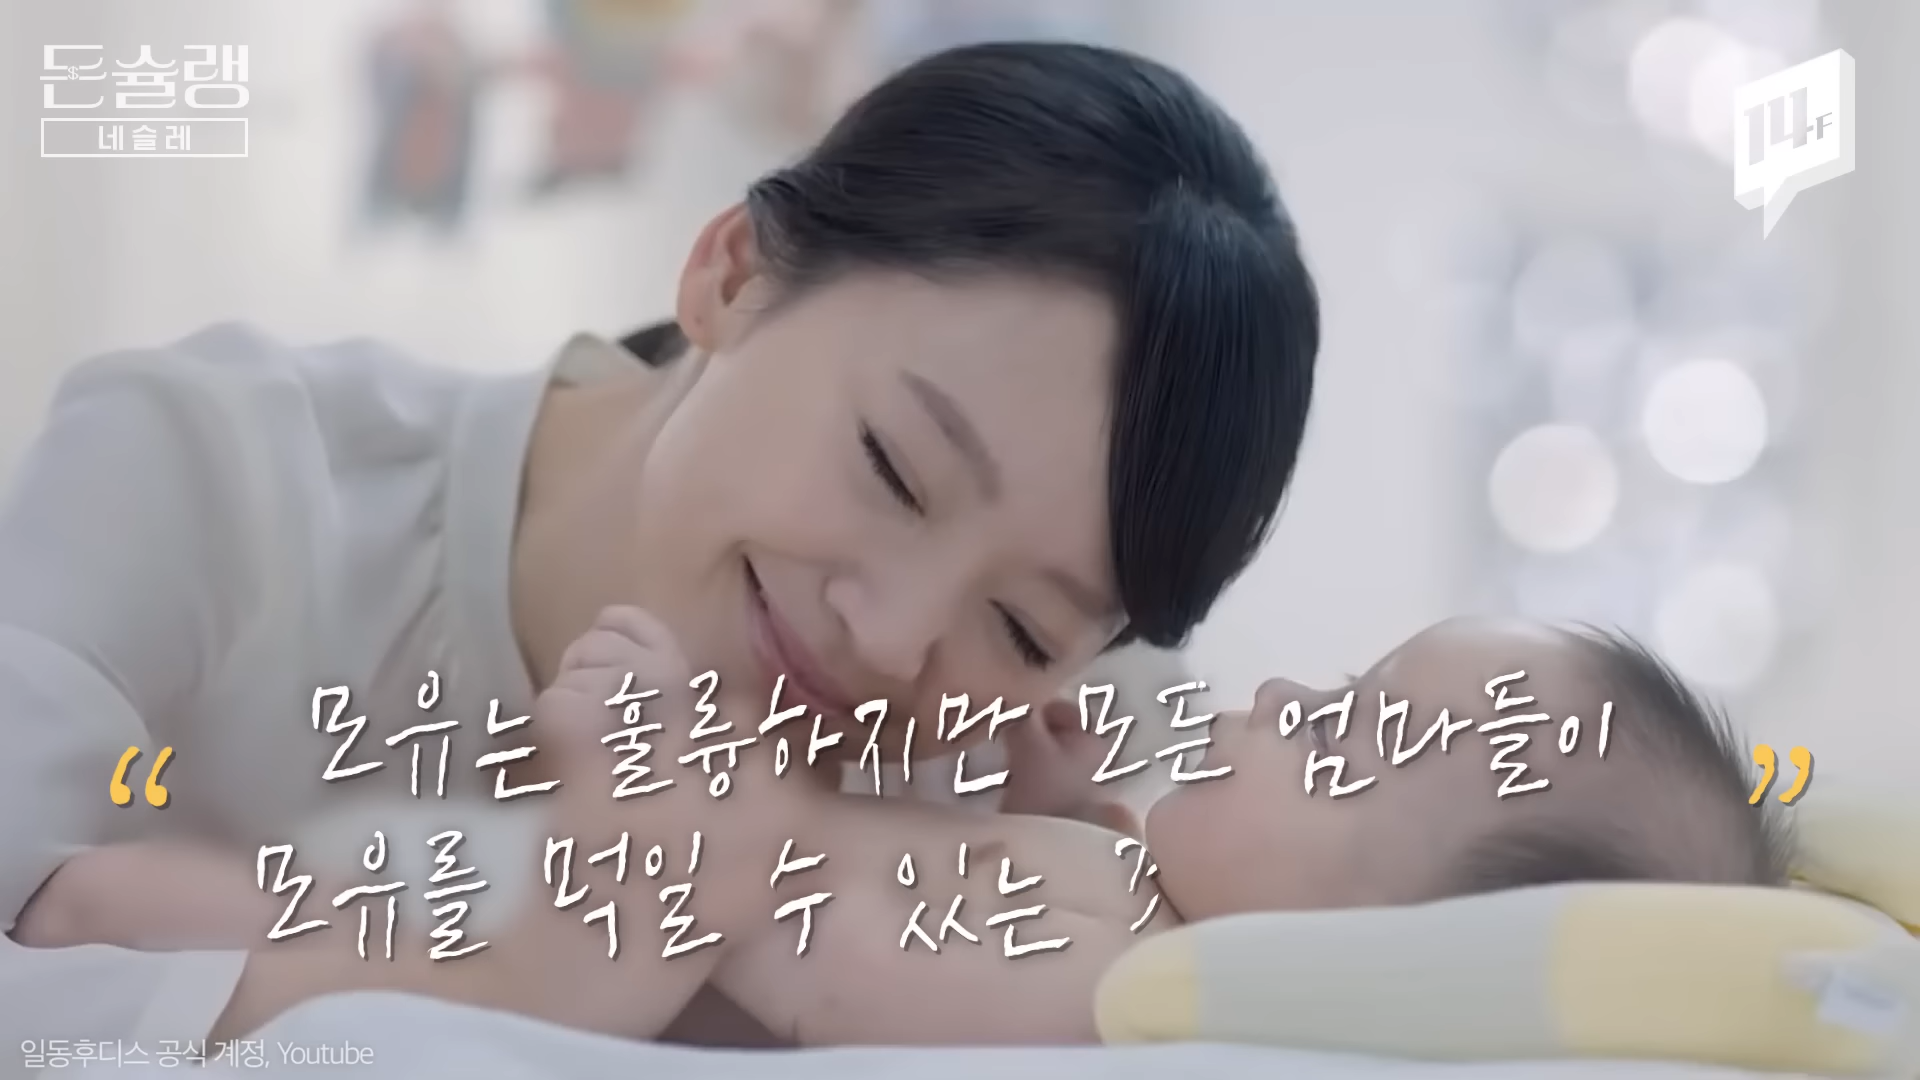 돈슐랭
네슬레
14F
“ 모유는 훌륭하지만 모든 엄마들이
모유를 먹일 수 있는 ”
일동후디스 공식 계정, Youtube